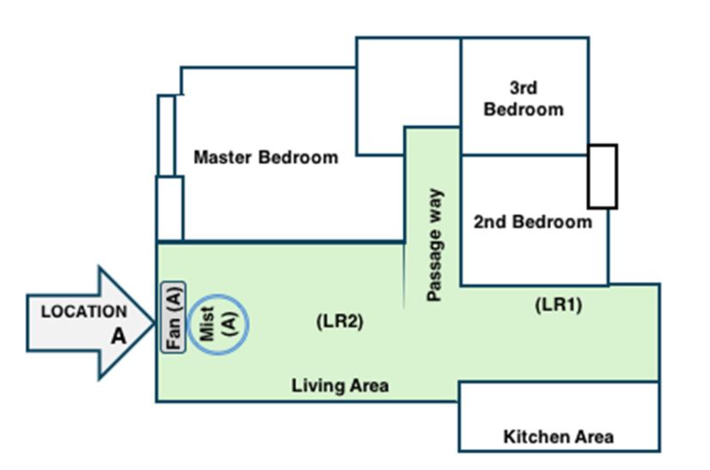 3rd
Bedroom
Master Bedroom
Passage way
2nd Bedroom
LOCATION
A
Fan (A)
Mist
(A)
(LR2)
(LR1)
Living Area
Kitchen Area